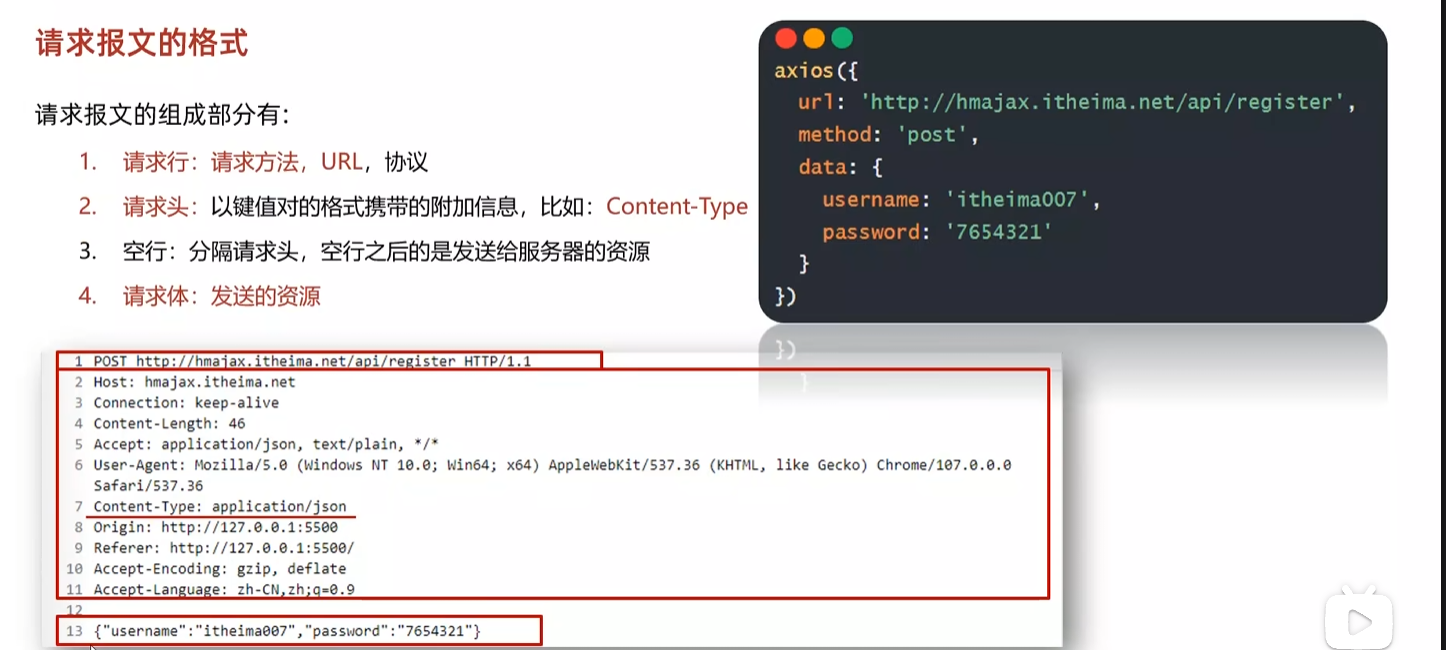 请求报文的格式
请求报文的组成部分有：
1. 请求行：请求方法，URL，协议
2. 请求头：以键值对的格式携带的附加信息，比如：Content-Type
3. 空行：分隔请求头，空行之后的是发送给服务器的资源
4. 请求体：发送的资源
axios({
url: 'http://hmajax.itheima.net/api/register',
method: 'post',
data: {
username: 'itheima007',
password: '7654321'
}
})
})
}
1 POST http://hmajax.itheima.net/api/register HTTP/1.1
2 Host: hmajax.itheima.net
3 Connection: keep-alive
4 Content-Length: 46
5 Accept: application/json, text/plain, */*
6 User-Agent: Mozilla/5.0 (Windows NT 10.0; Win64; x64) AppleWebKit/537.36 (KHTML, like Gecko) Chrome/107.0.0.0
Safari/537.36
7 Content-Type: application/json
8 Origin: http://127.0.0.1:5500
9 Referer: http://127.0.0.1:5500/
10 Accept-Encoding: gzip, deflate
11 Accept-Language: zh-CN,zh;q=0.9
12
13 {"username":"itheima007","password":"7654321"}